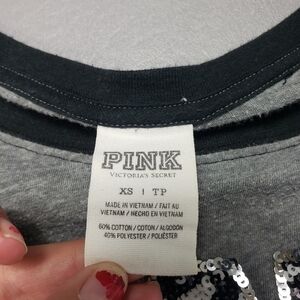 PINK
VICTORIA'S SECRET
XS | TP
MADE IN VIETNAM / FAIT AU
VIETNAM / HECHO EN VIETNAM
60% COTTON / COTON / ALGODON
40% POLYESTER / POLIÉSTER